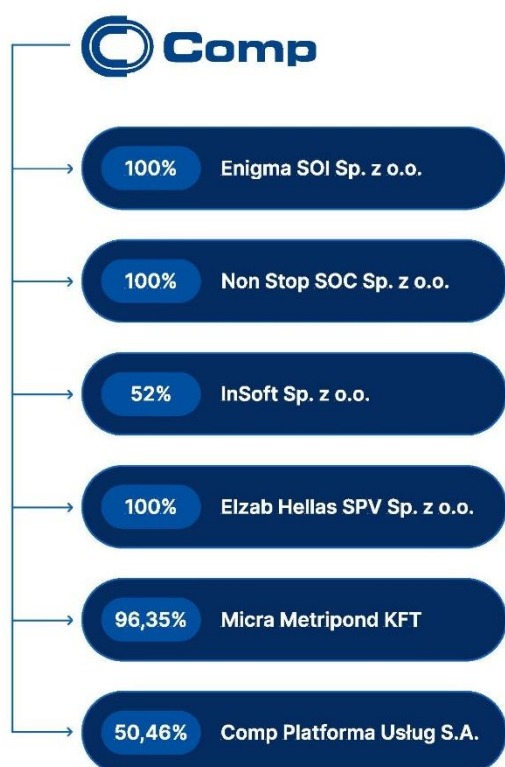 Comp
100% Enigma SOI Sp. z o.o.
100% Non Stop SOC Sp. z o.o.
52% InSoft Sp. z o.o.
100% Elzab Hellas SPV Sp. z o.o.
96,35% Micra Metripond KFT
50,46% Comp Platforma Usług S.A.